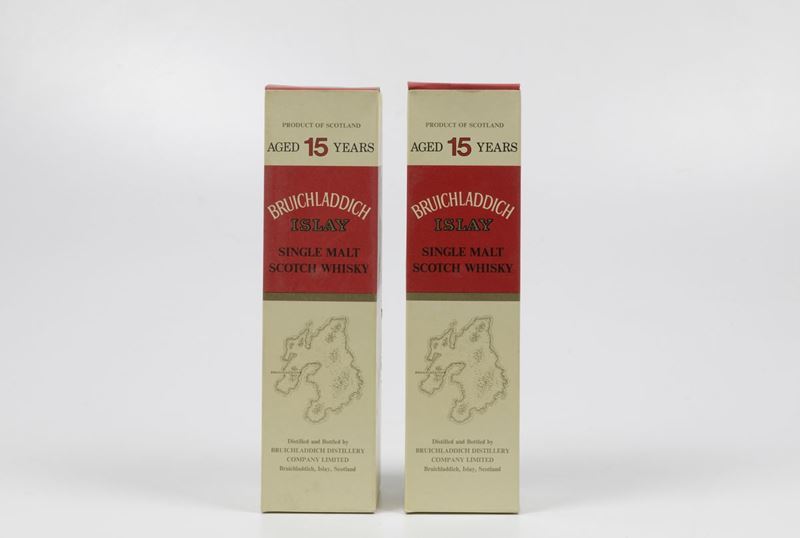 PRODUCT OF SCOTLAND
AGED 15 YEARS
BRUICHLADDICH
ISLAY
SINGLE MALT
SCOTCH WHISKY
Distilled and Bottled by
BRUICHLADDICH DISTILLERY
COMPANY LIMITED
Bruichladdich, Islay, Scotland
PRODUCT OF SCOTLAND
AGED 15 YEARS
BRUICHLADDICH
ISLAY
SINGLE MALT
SCOTCH WHISKY
Distilled and Bottled by
BRUICHLADDICH DISTILLERY
COMPANY LIMITED
Bruichladdich, Islay, Scotland